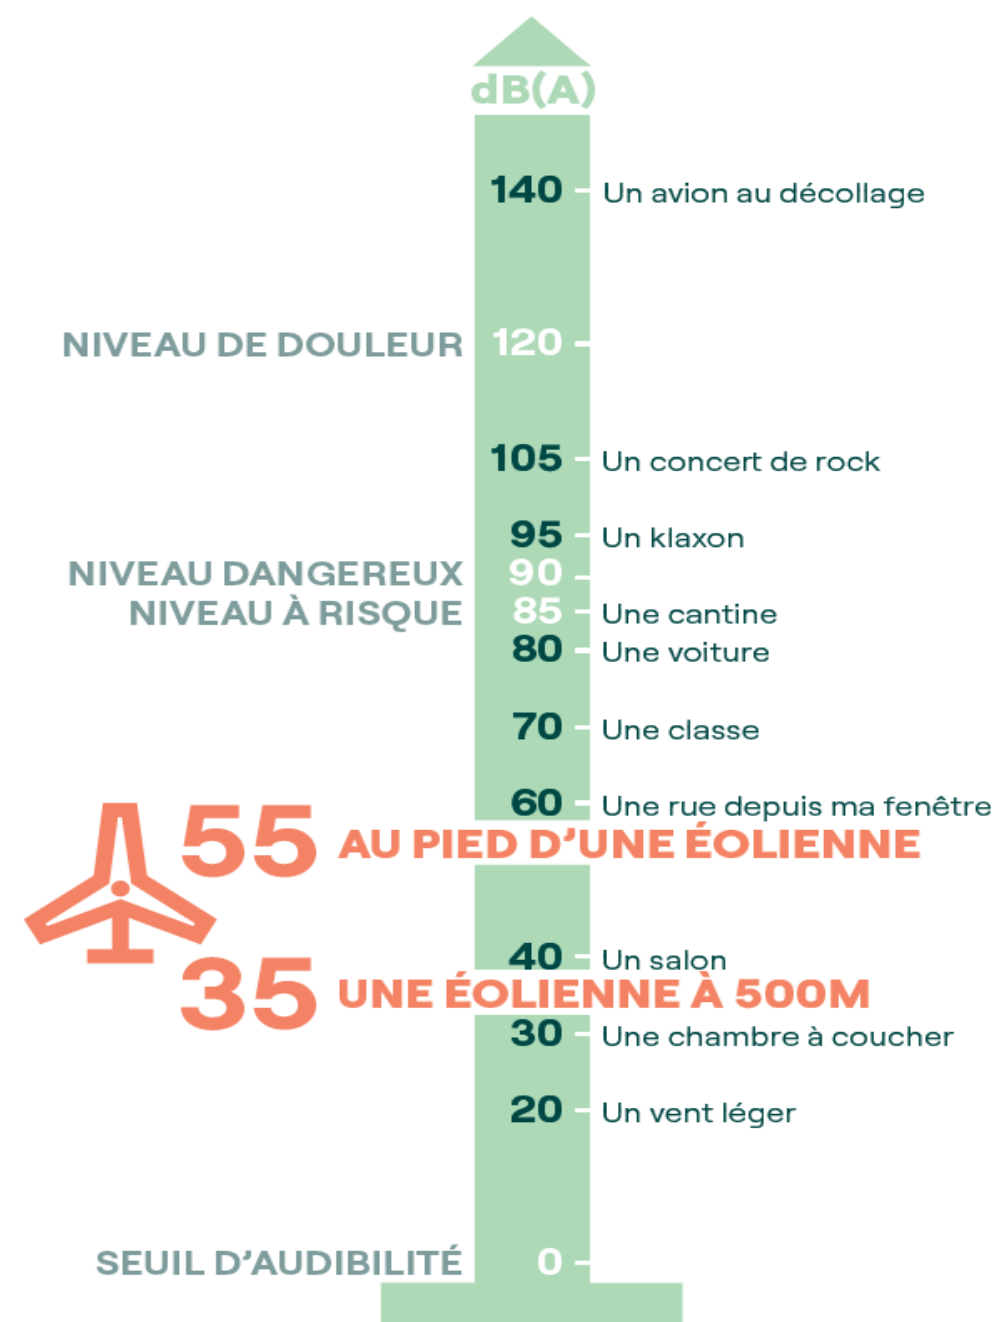 dB(A)
140 Un avion au décollage
NIVEAU DE DOULEUR 120
105 Un concert de rock
95 Un klaxon
NIVEAU DANGEREUX 90
NIVEAU À RISQUE 85 Une cantine
80 Une voiture
70 Une classe
60 Une rue depuis ma fenêtre
55 AU PIED D’UNE ÉOLIENNE
40 Un salon
35 UNE ÉOLIENNE À 500M
30 Une chambre à coucher
20 Un vent léger
SEUIL D’AUDIBILITÉ 0